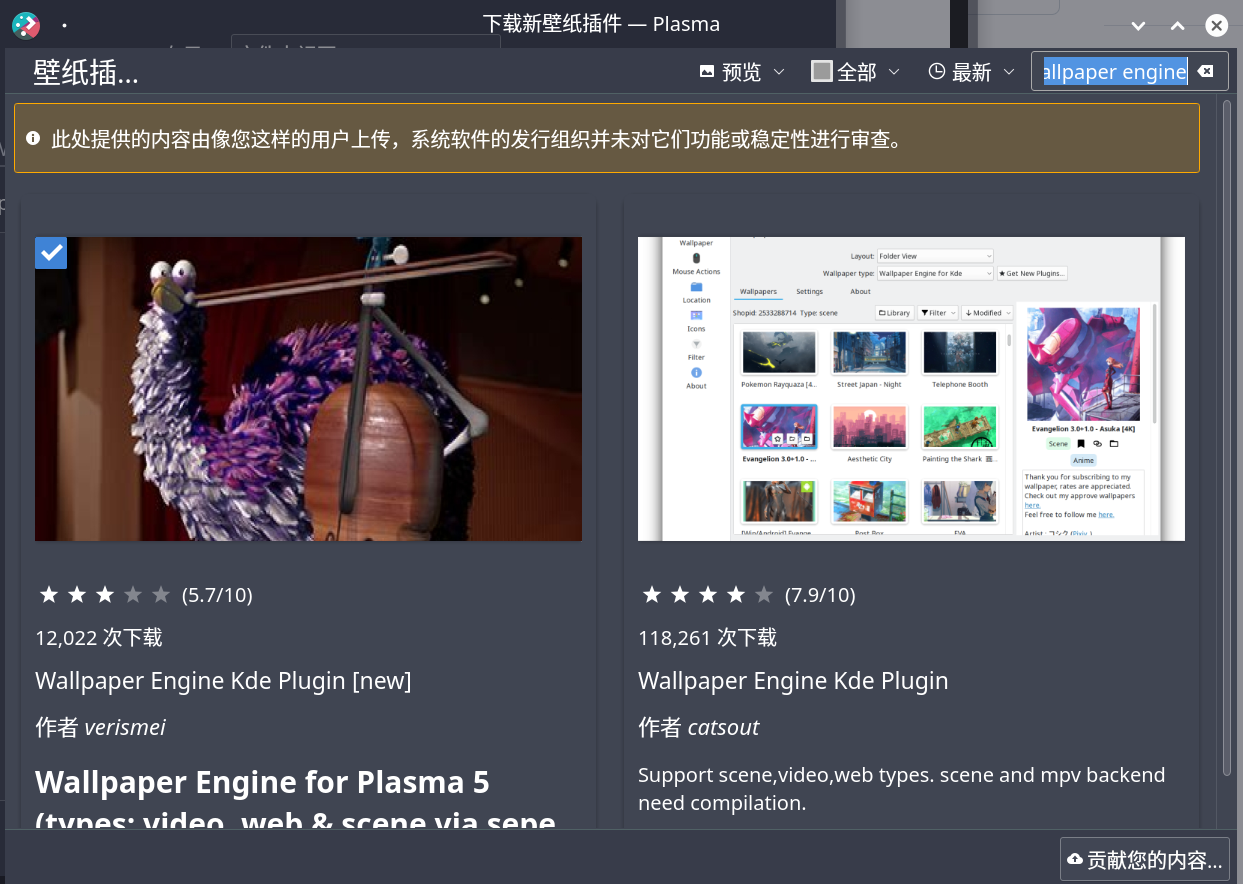 下载新壁纸插件 — Plasma
壁纸插...
预览
全部
最新
allpaper engine
此处提供的内容由像您这样的用户上传，系统软件的发行组织并未对它们功能或稳定性进行审查。
(5.7/10)
12,022 次下载
Wallpaper Engine Kde Plugin [new]
作者 verismei
Wallpaper Engine for Plasma 5
(types: video, web & scene via sepe
Wallpaper
Mouse Actions
Location
Icons
Filter
About
Layout: Folder View
Wallpaper type: Wallpaper Engine for Kde
Get New Plugins...
Wallpapers Settings About
Shopid: 2533288714 Type: scene
Library Filter Modified
Pokemon Rayquaza [4...
Street Japan - Night
Telephone Booth
Evangelion 3.0+1.0 - ...
Aesthetic City
Painting the Shark
[Win/Android] Evange
Post Box
EVA
Evangelion 3.0+1.0 - Asuka [4K]
Scene
Anime
Thank you for subscribing to my
wallpaper, rates are appreciated.
Check out my approve wallpapers
here.
Feel free to follow me here.
Artist : コシク (Pixiv )
(7.9/10)
118,261 次下载
Wallpaper Engine Kde Plugin
作者 catsout
Support scene,video,web types. scene and mpv backend
need compilation.
贡献您的内容...